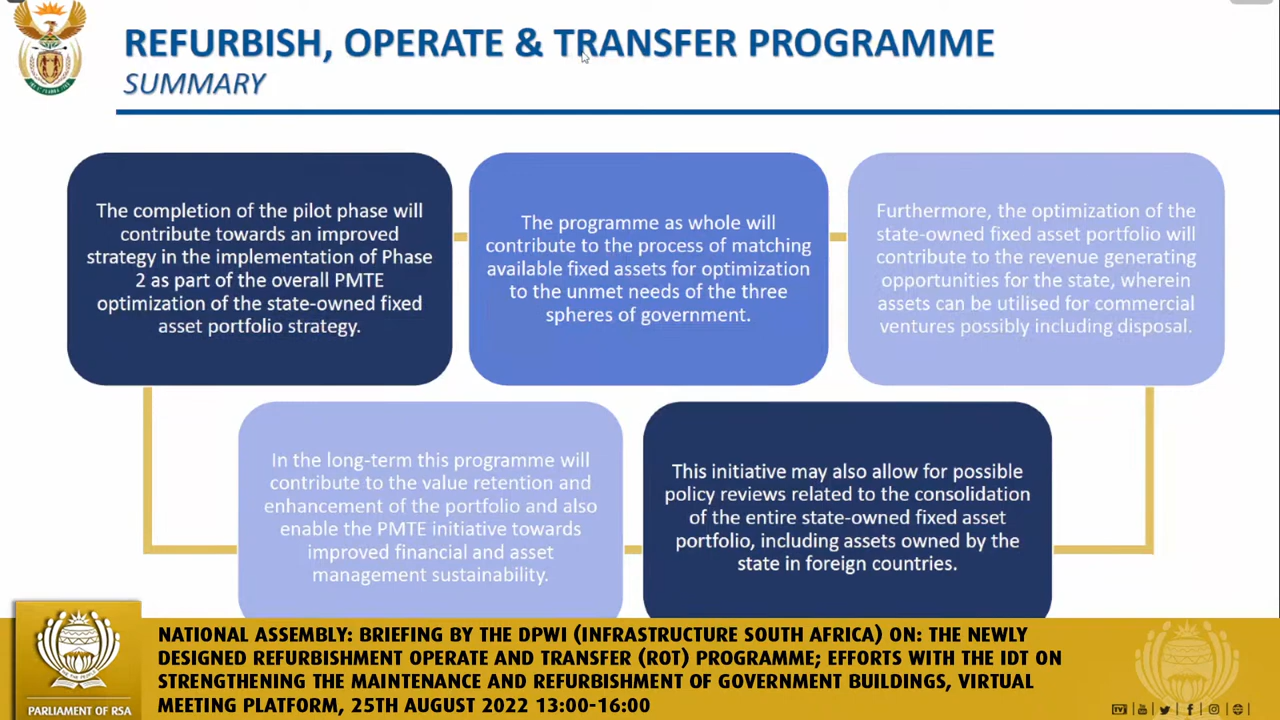 REFURBISH, OPERATE & TRANSFER PROGRAMME
SUMMARY
The completion of the pilot phase will
contribute towards an improved
strategy in the implementation of Phase
2 as part of the overall PMTE
optimization of the state-owned fixed
asset portfolio strategy.
The programme as whole will
contribute to the process of matching
available fixed assets for optimization
to the unmet needs of the three
spheres of government.
Furthermore, the optimization of the
state-owned fixed asset portfolio will
contribute to the revenue generating
opportunities for the state, wherein
assets can be utilised for commercial
ventures possibly including disposal.
In the long-term this programme will
contribute to the value retention and
enhancement of the portfolio and also
enable the PMTE initiative towards
improved financial and asset
management sustainability.
This initiative may also allow for possible
policy reviews related to the consolidation
of the entire state-owned fixed asset
portfolio, including assets owned by the
state in foreign countries.
NATIONAL ASSEMBLY: BRIEFING BY THE DPWI (INFRASTRUCTURE SOUTH AFRICA) ON: THE NEWLY
DESIGNED REFURBISHMENT OPERATE AND TRANSFER (ROT) PROGRAMME; EFFORTS WITH THE IDT ON
STRENGTHENING THE MAINTENANCE AND REFURBISHMENT OF GOVERNMENT BUILDINGS, VIRTUAL
MEETING PLATFORM, 25TH AUGUST 2022 13:00-16:00
PARLIAMENT OF RSA